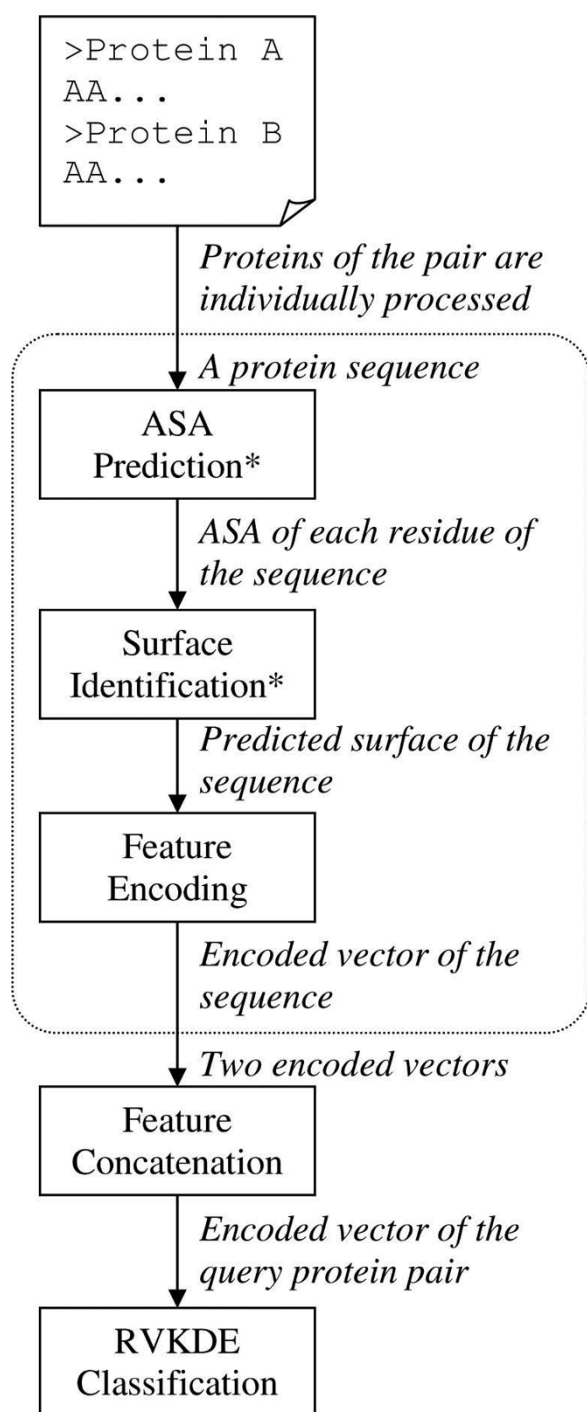 >Protein A
AA...
>Protein B
AA...
Proteins of the pair are
individually processed
A protein sequence
ASA
Prediction*
ASA of each residue of
the sequence
Surface
Identification*
Predicted surface of the
sequence
Feature
Encoding
Encoded vector of the
sequence
Two encoded vectors
Feature
Concatenation
Encoded vector of the
query protein pair
RVKDE
Classification